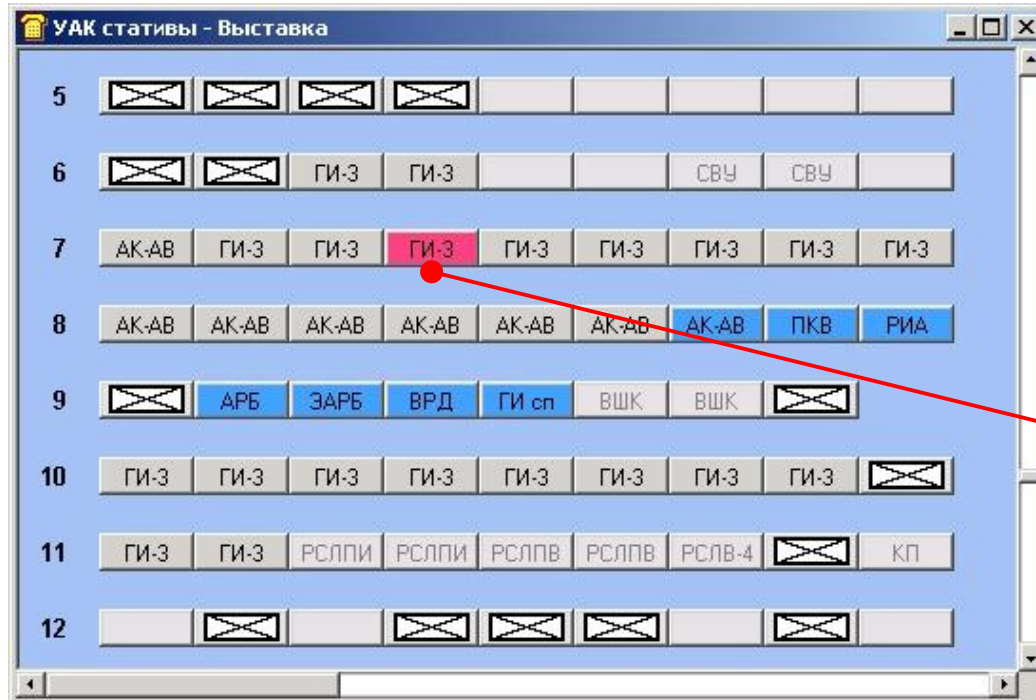 УАК стативы - Выставка
5
6 ГИ-3 ГИ-3 СВУ СВУ
7 АК-АВ ГИ-3 ГИ-3 ГИ-3 ГИ-3 ГИ-3 ГИ-3 ГИ-3 ГИ-3
8 АК-АВ АК-АВ АК-АВ АК-АВ АК-АВ АК-АВ АК-АВ ПКВ РИА
9 АРБ ЗАРБ ВРД ГИ сп ВШК ВШК
10 ГИ-3 ГИ-3 ГИ-3 ГИ-3 ГИ-3 ГИ-3 ГИ-3 ГИ-3
11 ГИ-3 ГИ-3 РСЛПИ РСЛПИ РСЛПВ РСЛПВ РСЛВ-4 КП
12